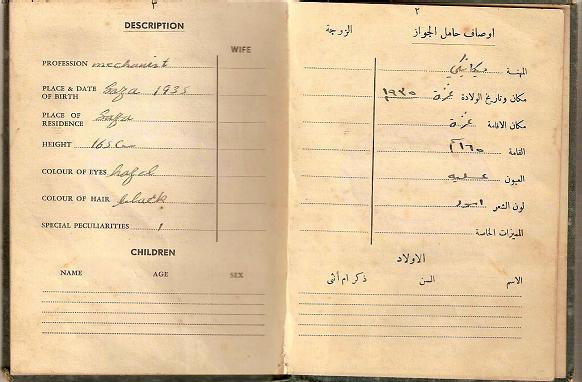 DESCRIPTION
WIFE
PROFESSION mechanist
PLACE & DATE OF BIRTH Gaza 1935
PLACE OF RESIDENCE Gaza
HEIGHT 165 Cm
COLOUR OF EYES hazel
COLOUR OF HAIR black
SPECIAL PECULIARITIES /
CHILDREN
NAME AGE SEX
٢
اوصاف حامل الجواز الزوجة
المهنة ميكانيكي
مكان وتاريخ الولادة غزة ١٩٣٥
مكان الاقامة غزة
القامة
العيون عسليه
لون الشعر اسود
المميزات الخاصة
الاولاد
الاسم السن ذكر ام أنثى